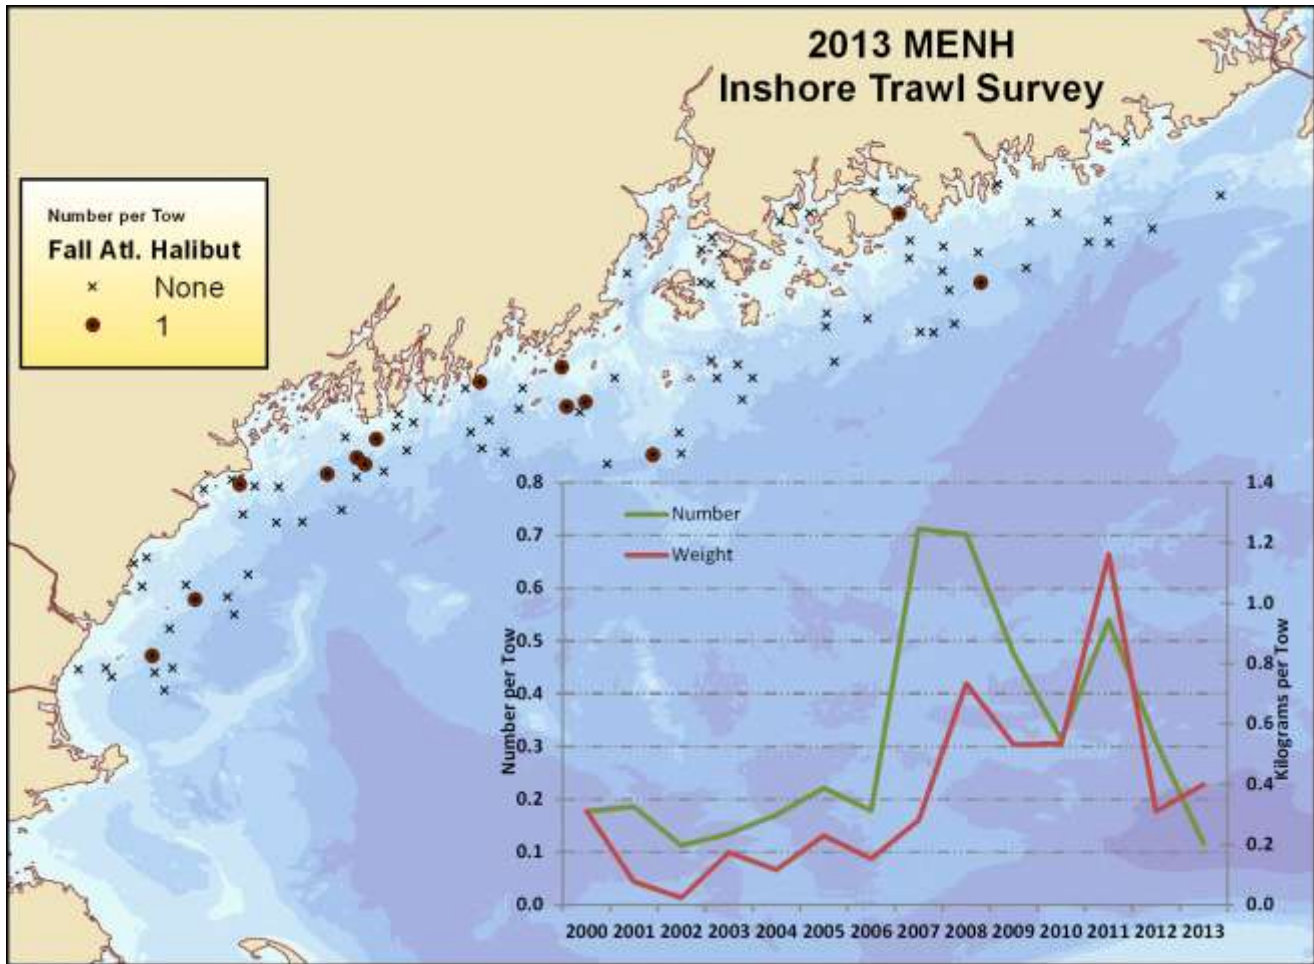 2013 MENH
Inshore Trawl Survey
Number per Tow
Fall Atl. Halibut
None
1
Number
Weight
Number per Tow
0.8
0.7
0.6
0.5
0.4
0.3
0.2
0.1
0.0
Kilograms per Tow
1.4
1.2
1.0
0.8
0.6
0.4
0.2
0.0
2000 2001 2002 2003 2004 2005 2006 2007 2008 2009 2010 2011 2012 2013